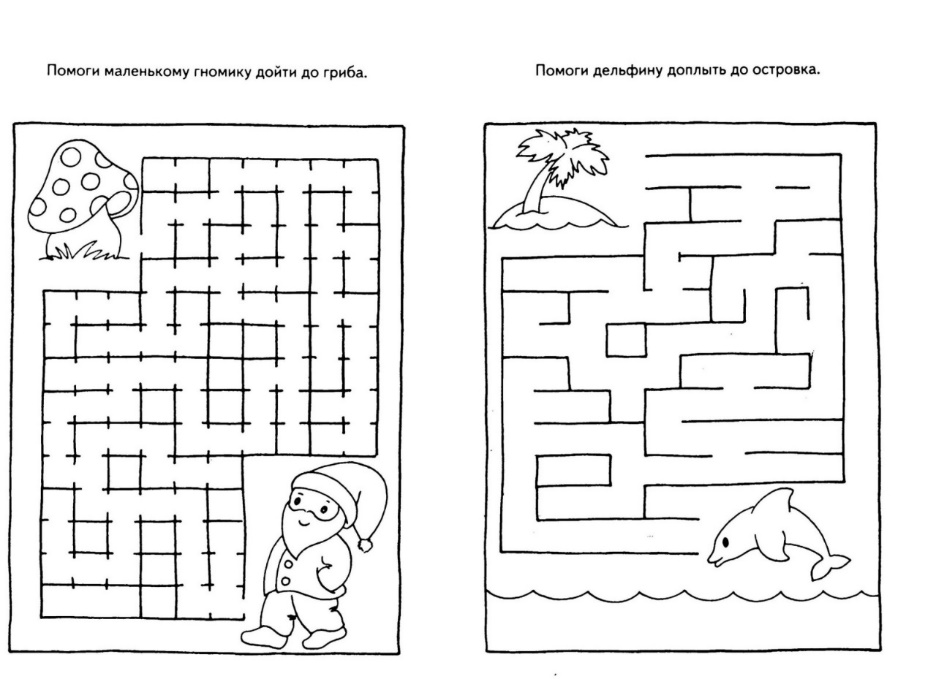 Помоги маленькому гномику дойти до гриба.
Помоги дельфину доплыть до островка.